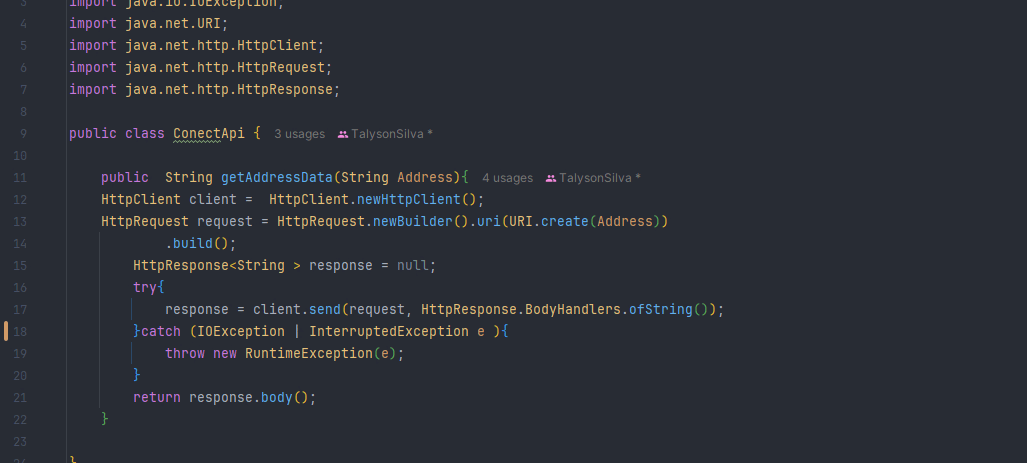 3 import java.io.IOException;
4 import java.net.URI;
5 import java.net.http.HttpClient;
6 import java.net.http.HttpRequest;
7 import java.net.http.HttpResponse;
8
9 public class ConectApi { 3 usages TalysonSilva *
10
11 public  String getAddressData(String Address){ 4 usages TalysonSilva *
12 HttpClient client =  HttpClient.newHttpClient();
13 HttpRequest request = HttpRequest.newBuilder().uri(URI.create(Address))
14 .build();
15 HttpResponse<String > response = null;
16 try{
17 response = client.send(request, HttpResponse.BodyHandlers.ofString());
18 }catch (IOException | InterruptedException e ){
19 throw new RuntimeException(e);
20 }
21 return response.body();
22 }
23
24 }